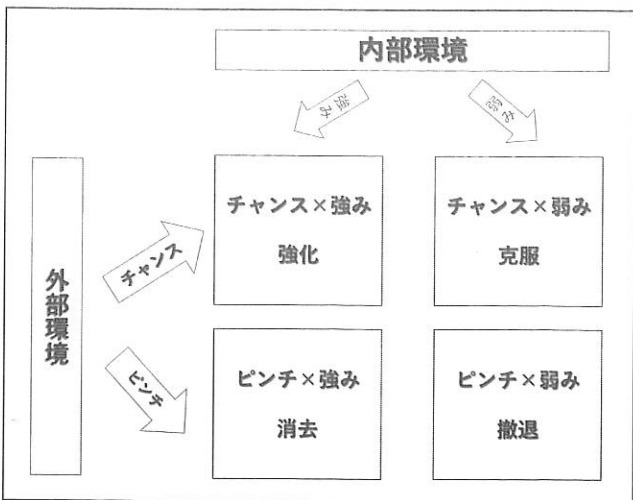 内部環境
強み
弱み
外部環境
チャンス
チャンス×強み
強化
チャンス×弱み
克服
ピンチ
ピンチ×強み
消去
ピンチ×弱み
撤退